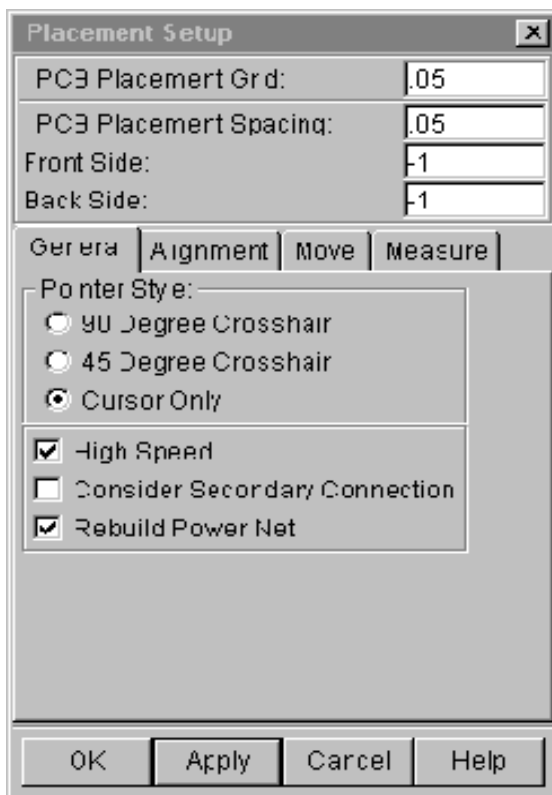 Placement Setup
PCB Placement Grid: .05
PCB Placement Spacing: .05
Front Side: -1
Back Side: -1
General Alignment Move Measure
Pointer Style:
90 Degree Crosshair
45 Degree Crosshair
Cursor Only
High Speed
Consider Secondary Connection
Rebuild Power Net
OK Apply Cancel Help